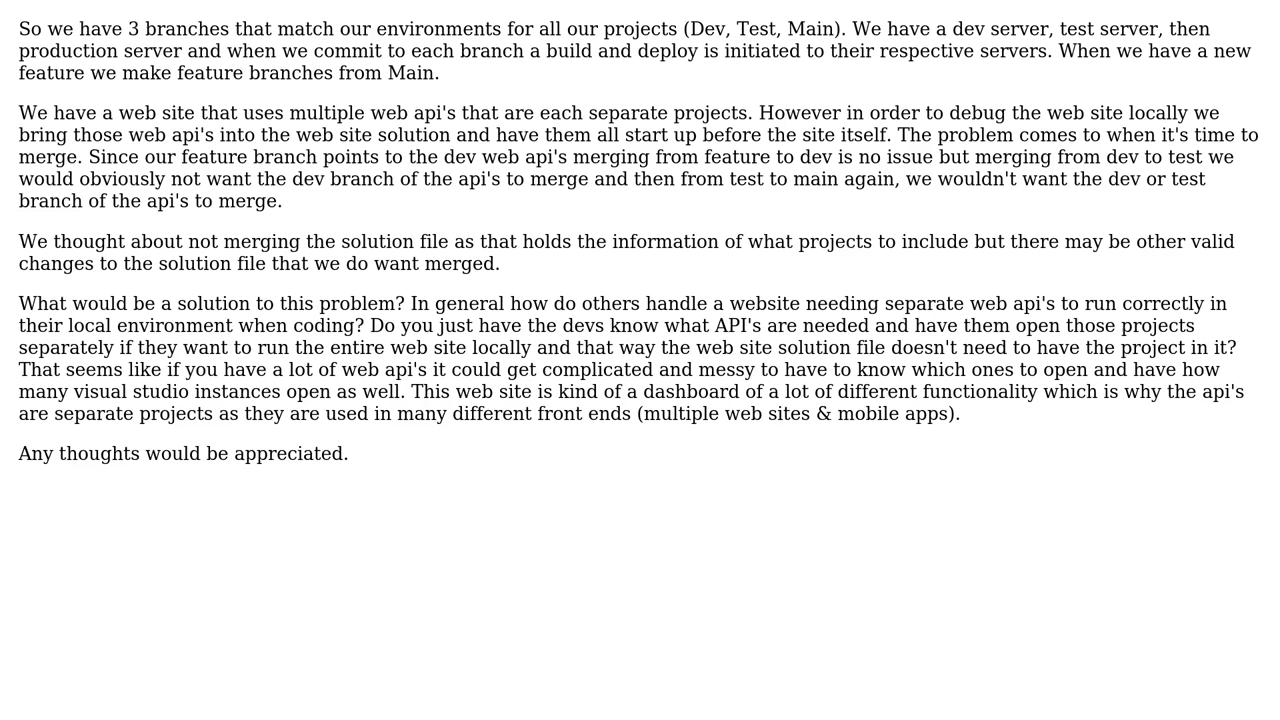 So we have 3 branches that match our environments for all our projects (Dev, Test, Main). We have a dev server, test server, then
production server and when we commit to each branch a build and deploy is initiated to their respective servers. When we have a new
feature we make feature branches from Main.
We have a web site that uses multiple web api's that are each separate projects. However in order to debug the web site locally we
bring those web api's into the web site solution and have them all start up before the site itself. The problem comes to when it's time to
merge. Since our feature branch points to the dev web api's merging from feature to dev is no issue but merging from dev to test we
would obviously not want the dev branch of the api's to merge and then from test to main again, we wouldn't want the dev or test
branch of the api's to merge.
We thought about not merging the solution file as that holds the information of what projects to include but there may be other valid
changes to the solution file that we do want merged.
What would be a solution to this problem? In general how do others handle a website needing separate web api's to run correctly in
their local environment when coding? Do you just have the devs know what API's are needed and have them open those projects
separately if they want to run the entire web site locally and that way the web site solution file doesn't need to have the project in it?
That seems like if you have a lot of web api's it could get complicated and messy to have to know which ones to open and have how
many visual studio instances open as well. This web site is kind of a dashboard of a lot of different functionality which is why the api's
are separate projects as they are used in many different front ends (multiple web sites & mobile apps).
Any thoughts would be appreciated.